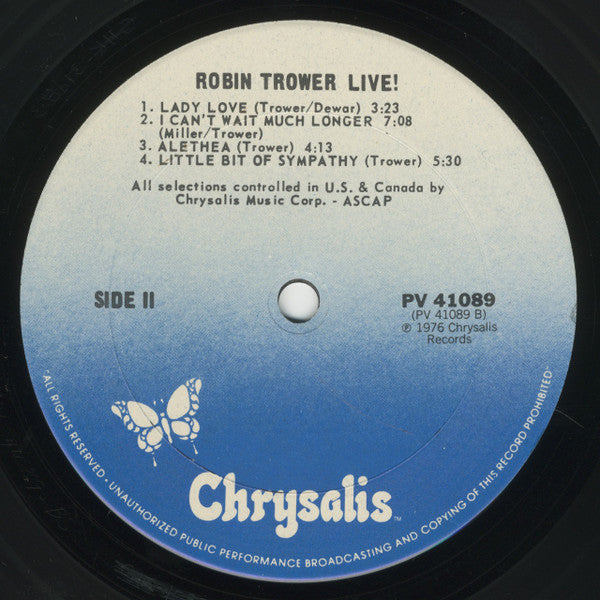 ROBIN TROWER LIVE!
1. LADY LOVE (Trower/Dewar) 3:23
2. I CAN'T WAIT MUCH LONGER 7:08
(Miller/Trower)
3. ALETHEA (Trower) 4:13
4. LITTLE BIT OF SYMPATHY (Trower) 5:30
All selections controlled in U.S. & Canada by
Chrysalis Music Corp. - ASCAP
SIDE II
PV 41089
(PV 41089 B)
℗ 1976 Chrysalis
Records
Chrysalis™
·ALL RIGHTS RESERVED - UNAUTHORIZED PUBLIC PERFORMANCE BROADCASTING AND COPYING OF THIS RECORD PROHIBITED·